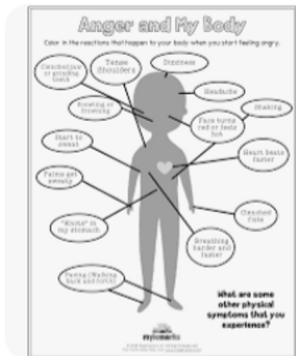 Anger and My Body
Color in the reactions that happen to your body when you start feeling angry.
Clenched jaw
or grinding
teeth
Tense
Shoulders
Dizziness
Headache
Scowling or
frowning
Shaking
Face turns
red or feels
hot
Start to
sweat
Heart beats
faster
Palms get
sweaty
Clenched
fists
"Knots" in
my stomach
Breathing
harder and
faster
Pacing (Walking
back and forth)
What are some
other physical
symptoms that you
experience?
mylemarks